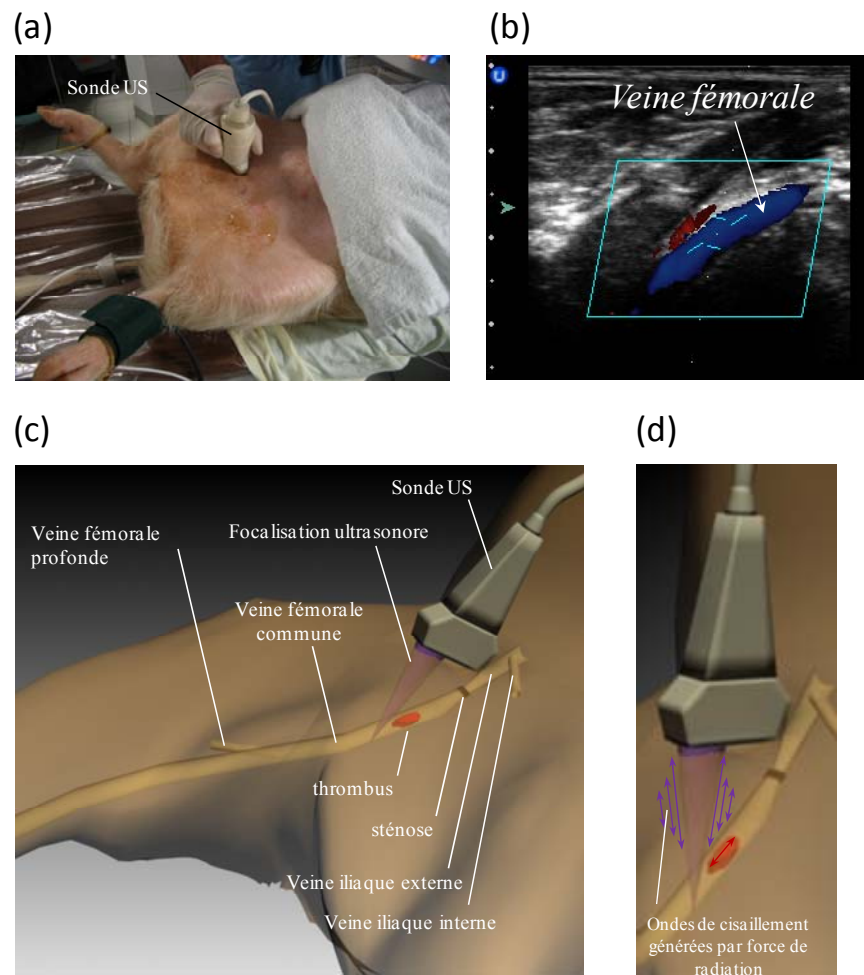 (a)
Sonde US
(b)
U
Veine fémorale
(c)
Sonde US
Veine fémorale
profonde
Focalisation ultrasonore
Veine fémorale
commune
thrombus
sténose
Veine iliaque externe
Veine iliaque interne
(d)
Ondes de cisaillement
générées par force de
radiation